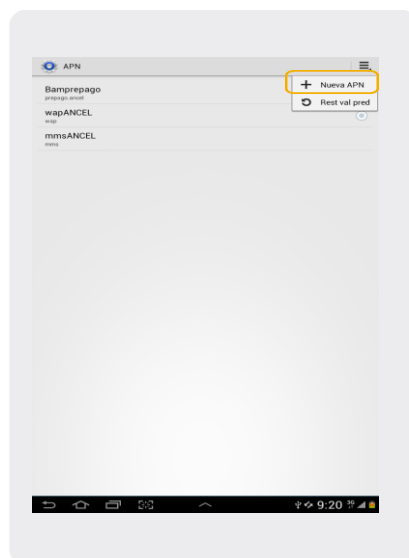 APN
Nueva APN
Rest val pred
Bamprepago
prepago.ancel
wapANCEL
wap
mmsANCEL
mms
9:20 3G